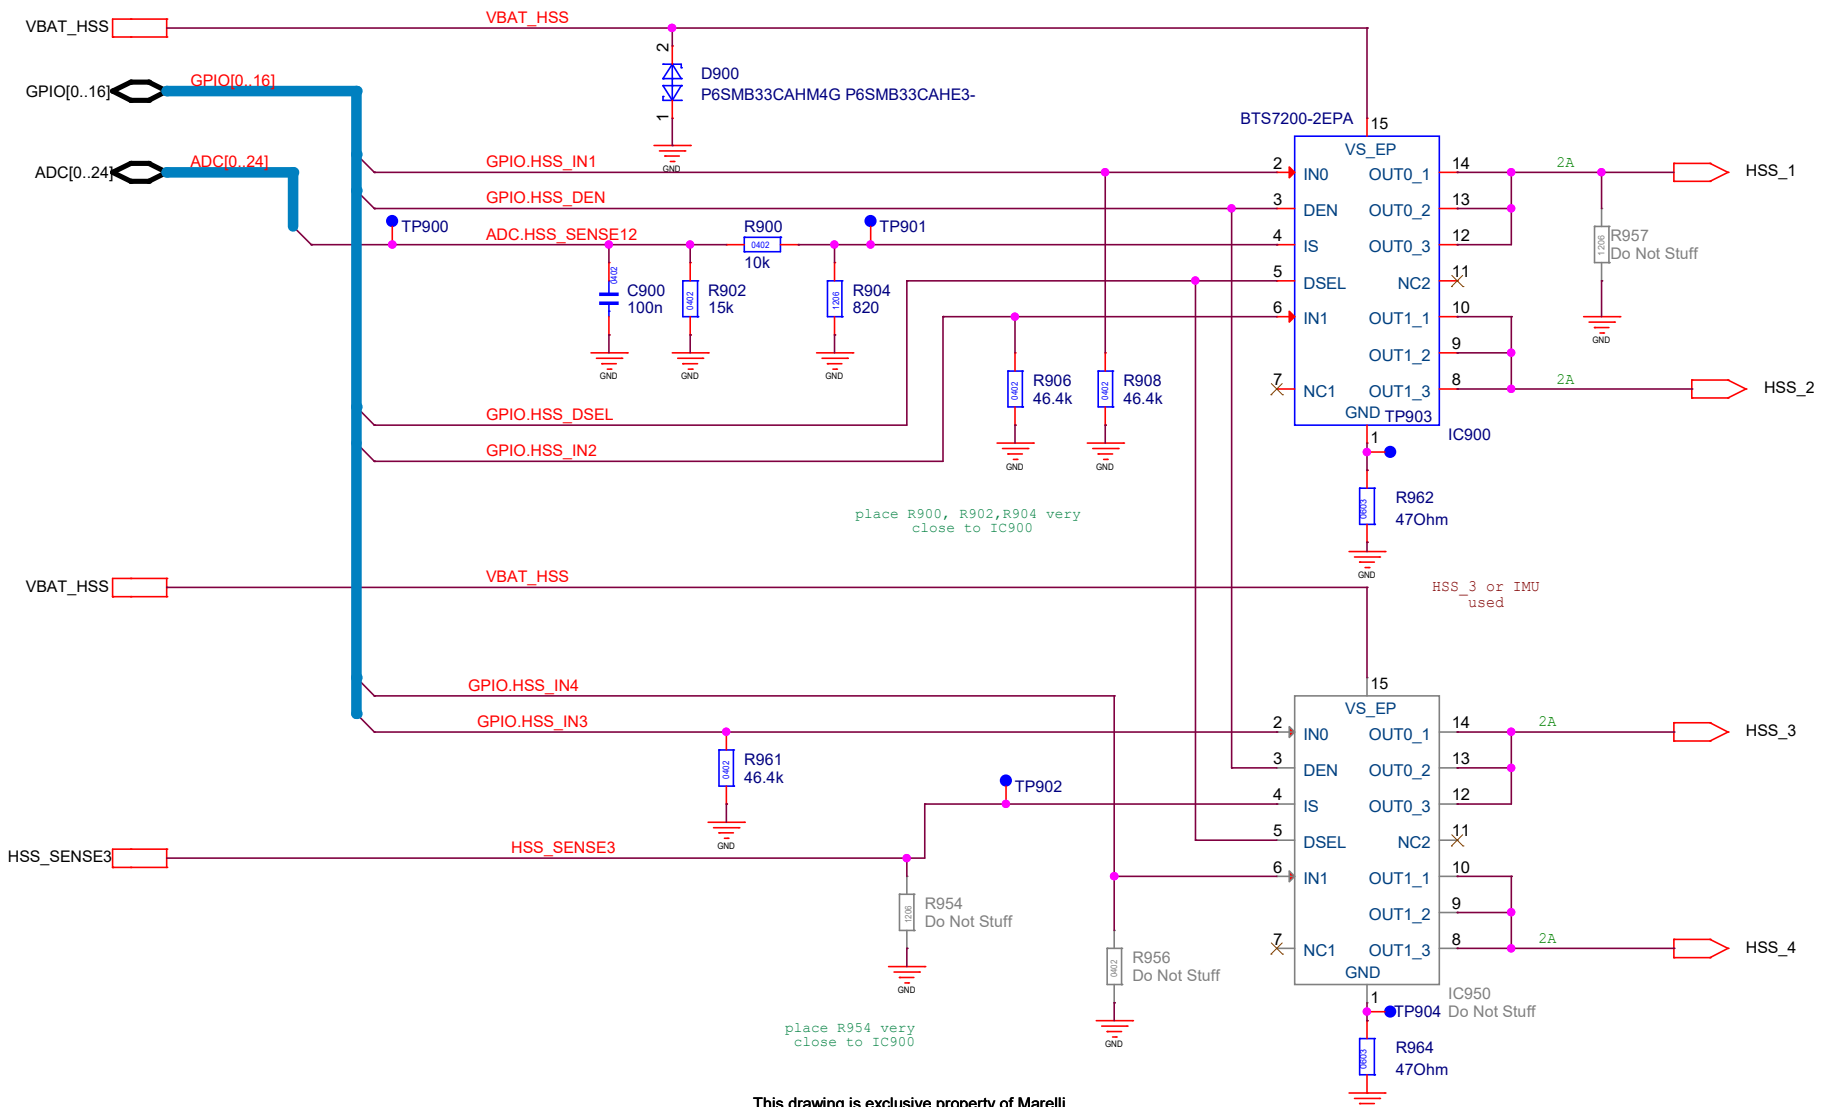 VBAT_HSS VBAT_HSS
2
D900
P6SMB33CAHM4G P6SMB33CAHE3-
1
GND
GPIO[0..16] GPIO[0..16]
ADC[0..24] ADC[0..24]
BTS7200-2EPA
15
VS_EP
GPIO.HSS_IN1 2 IN0 OUT0_1 14 2A HSS_1
GPIO.HSS_DEN 3 DEN OUT0_2 13
TP900 R900 TP901
ADC.HSS_SENSE12 0402 4 IS OUT0_3 12
10k
1206 R957
Do Not Stuff
GND
5 DSEL NC2 11
0402 C900
100n
GND
0402 R902
15k
GND
1206 R904
820
GND
6 IN1 OUT1_1 10
OUT1_2 9
7 NC1 OUT1_3 8 2A HSS_2
0402 R906
46.4k
GND
0402 R908
46.4k
GND
GND TP903
1
IC900
GPIO.HSS_DSEL
GPIO.HSS_IN2
0603 R962
47Ohm
GND
place R900, R902,R904 very
close to IC900
VBAT_HSS VBAT_HSS
HSS_3 or IMU
used
15
VS_EP
GPIO.HSS_IN4
GPIO.HSS_IN3 2 IN0 OUT0_1 14 2A HSS_3
0402 R961
46.4k
GND
3 DEN OUT0_2 13
TP902
4 IS OUT0_3 12
5 DSEL NC2 11
HSS_SENSE3 HSS_SENSE3
6 IN1 OUT1_1 10
1206 R954
Do Not Stuff
GND
OUT1_2 9
7 NC1 OUT1_3 8 2A HSS_4
0402 R956
Do Not Stuff
GND
GND
1
TP904
IC950
Do Not Stuff
place R954 very
close to IC900
0603 R964
47Ohm
This drawing is exclusive property of Marelli